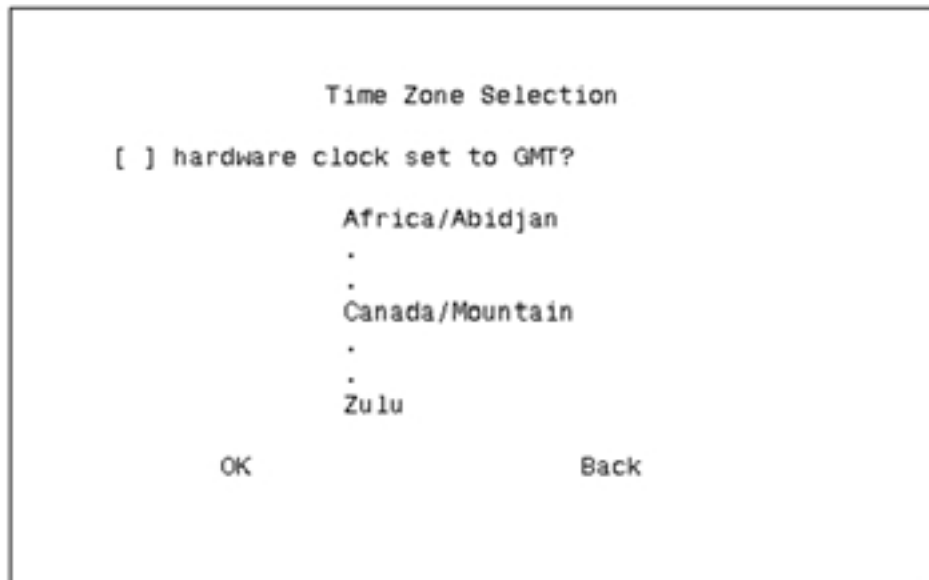 Time Zone Selection
[ ] hardware clock set to GMT?
Africa/Abidjan
.
.
Canada/Mountain
.
.
Zulu
OK Back